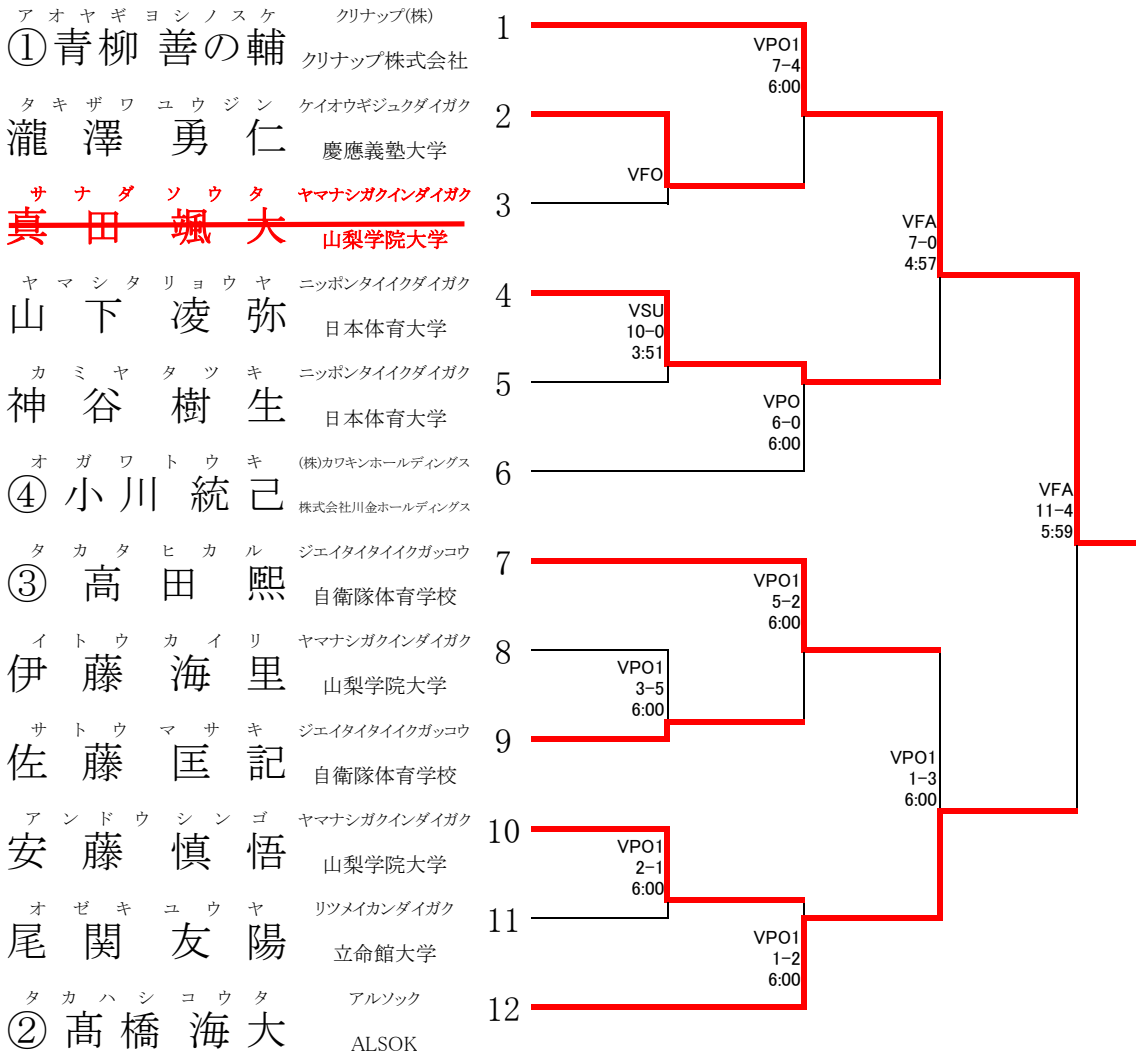 アオヤギヨシノスケ クリナップ(株)
①青柳 善の輔 クリナップ株式会社 1
タキザワ ユウジン ケイオウギジュクダイガク
瀧澤 勇仁 慶應義塾大学 2
サナダ ソウタ ヤマナシガクインダイガク
真田 颯大 山梨学院大学 3
ヤマシタ リョウヤ ニッポンタイイクダイガク
山下 凌弥 日本体育大学 4
カミヤ タツキ ニッポンタイイクダイガク
神谷 樹生 日本体育大学 5
オガワ トウキ (株)カワキンホールディングス
④小川 統己 株式会社川金ホールディングス 6
タカタ ヒカル ジエイタイタイイクガッコウ
③高田 熙 自衛隊体育学校 7
イトウ カイリ ヤマナシガクインダイガク
伊藤 海里 山梨学院大学 8
サトウ マサキ ジエイタイタイイクガッコウ
佐藤 匡記 自衛隊体育学校 9
アンドウ シンゴ ヤマナシガクインダイガク
安藤 慎悟 山梨学院大学 10
オゼキ ユウヤ リツメイカンダイガク
尾関 友陽 立命館大学 11
タカハシ コウタ アルソック
②髙橋 海大 ALSOK 12
VFO
VSU
10-0
3:51
VPO1
3-5
6:00
VPO1
2-1
6:00
VPO1
7-4
6:00
VPO
6-0
6:00
VPO1
5-2
6:00
VPO1
1-2
6:00
VFA
7-0
4:57
VPO1
1-3
6:00
VFA
11-4
5:59